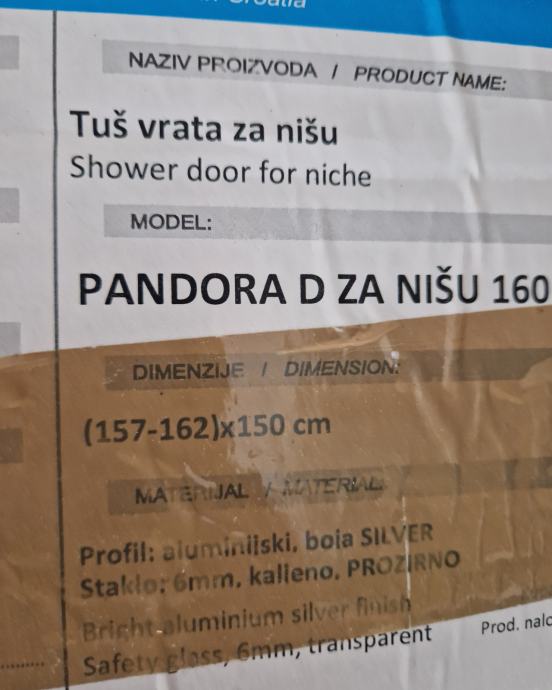 Croatia
NAZIV PROIZVODA / PRODUCT NAME:
Tuš vrata za nišu
Shower door for niche
MODEL:
PANDORA D ZA NIŠU 160
DIMENZIJE / DIMENSION:
(157-162)x150 cm
MATERIJAL / MATERIAL:
Profil: aluminijski, boja SILVER
Staklo: 6mm, kaljeno, PROZIRNO
Bright aluminium silver finish
Safety glass, 6mm, transparent
Prod.